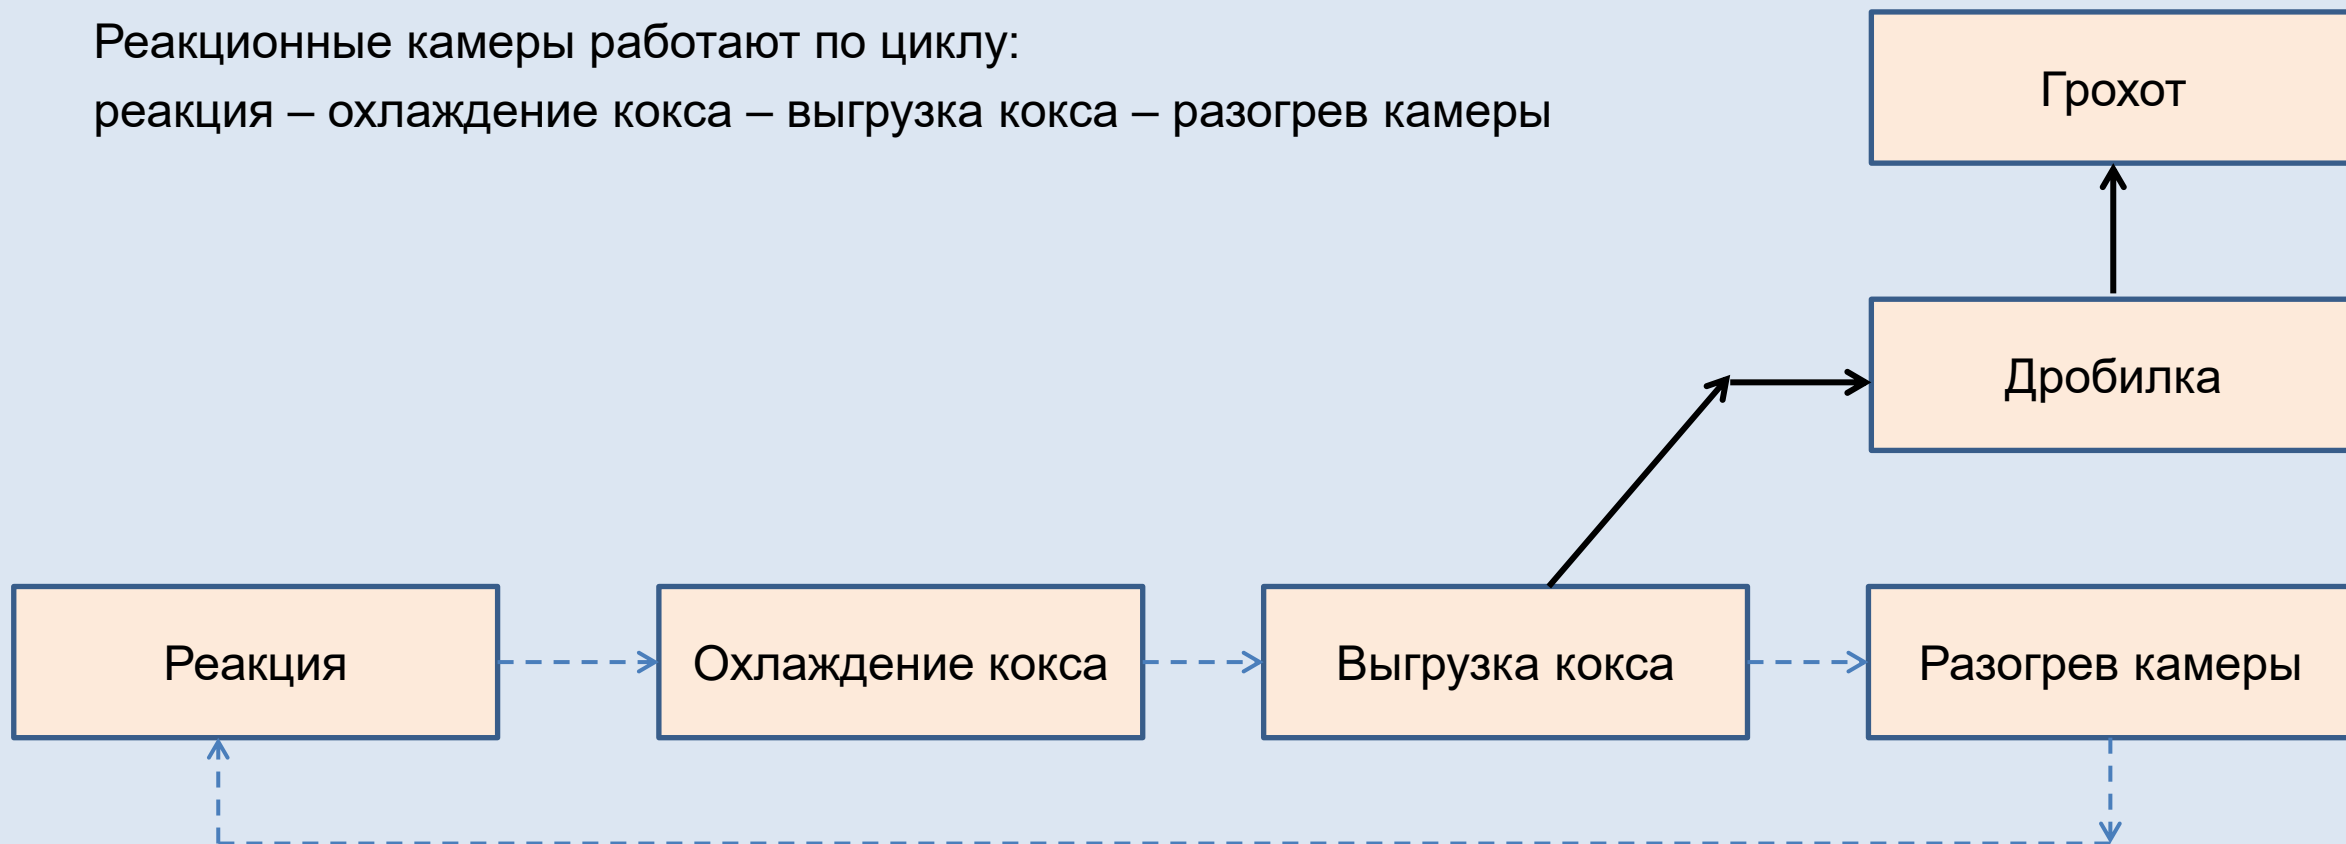 Реакционные камеры работают по циклу:
реакция – охлаждение кокса – выгрузка кокса – разогрев камеры
Грохот
Дробилка
Реакция
Охлаждение кокса
Выгрузка кокса
Разогрев камеры